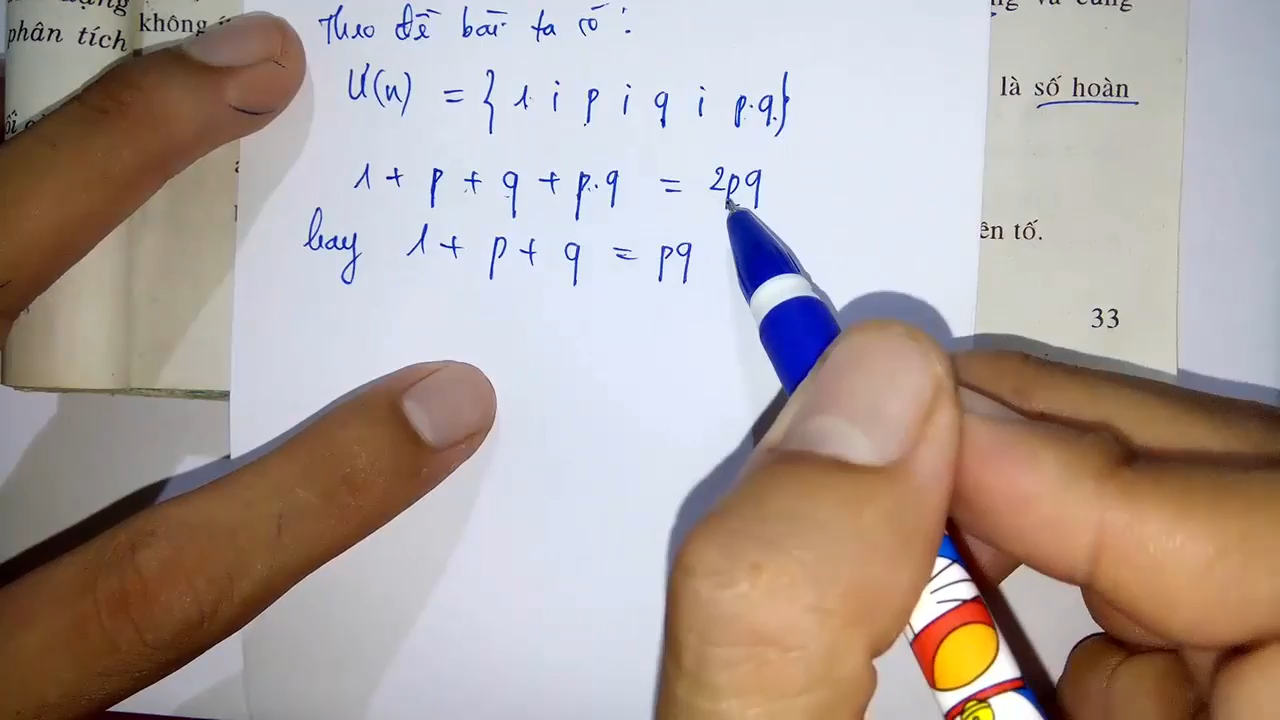 phân tích
không
Theo đề bài ta có :
Ư(n) = { 1 ; p ; q ; p.q }
1 + p + q + p.q = 2pq
hay 1 + p + q = pq
là số hoàn
ên tố.
33